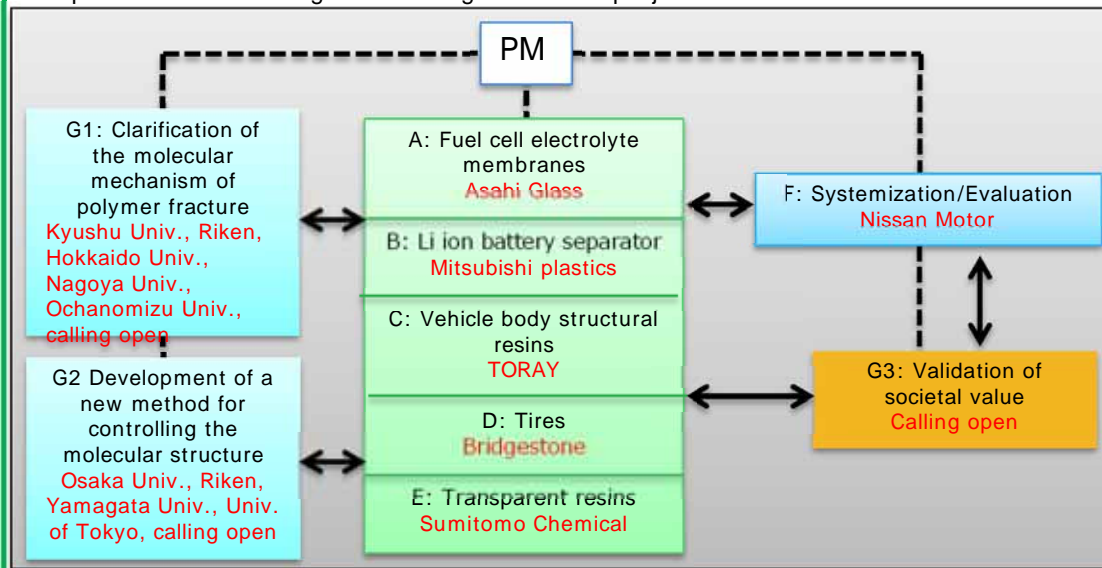 PM
G1: Clarification of
the molecular
mechanism of
polymer fracture
Kyushu Univ., Riken,
Hokkaido Univ.,
Nagoya Univ.,
Ochanomizu Univ.,
calling open
G2 Development of a
new method for
controlling the
molecular structure
Osaka Univ., Riken,
Yamagata Univ., Univ.
of Tokyo, calling open
A: Fuel cell electrolyte
membranes
Asahi Glass
B: Li ion battery separator
Mitsubishi plastics
C: Vehicle body structural
resins
TORAY
D: Tires
Bridgestone
E: Transparent resins
Sumitomo Chemical
F: Systemization/Evaluation
Nissan Motor
G3: Validation of
societal value
Calling open